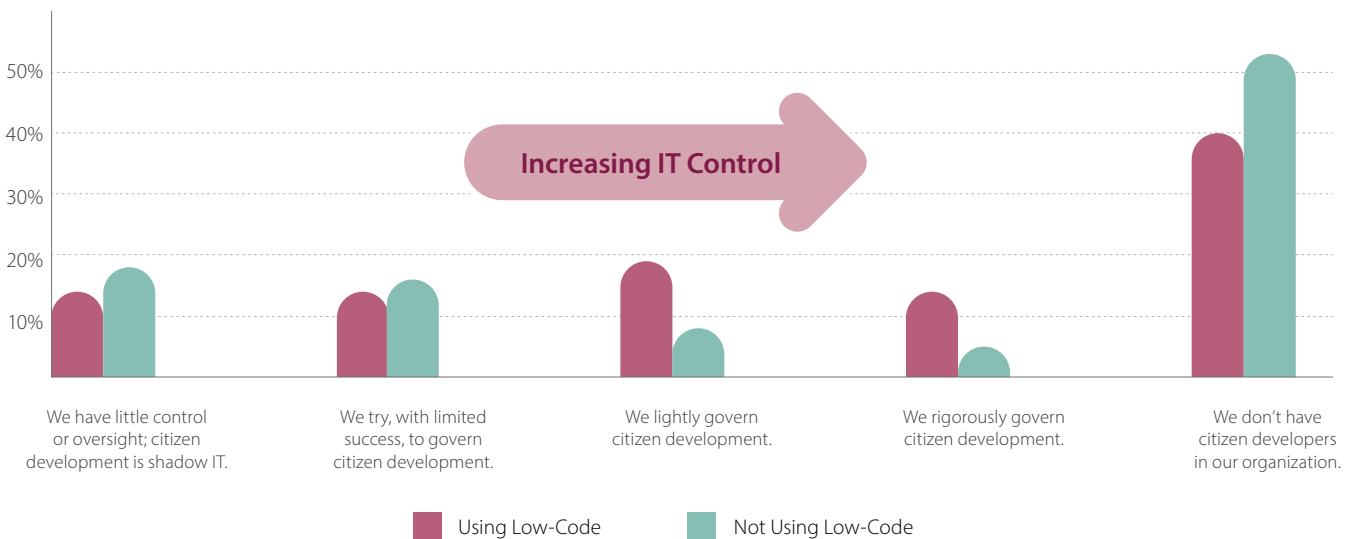 50%
40%
30%
20%
10%
Increasing IT Control
We have little control
or oversight; citizen
development is shadow IT.
We try, with limited
success, to govern
citizen development.
We lightly govern
citizen development.
We rigorously govern
citizen development.
We don’t have
citizen developers
in our organization.
Using Low-Code
Not Using Low-Code